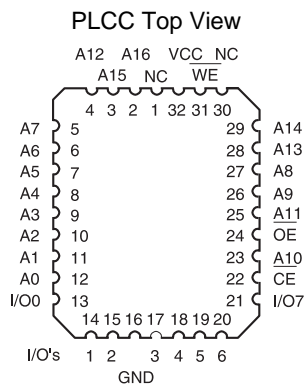 PLCC Top View
A12 A16 VCC NC
A15 NC W̅E̅
4 3 2 1 32 31 30
A7 5 29 A14
A6 6 28 A13
A5 7 27 A8
A4 8 26 A9
A3 9 25 A11
A2 10 24 O̅E̅
A1 11 23 A10
A0 12 22 C̅E̅
I/O0 13 21 I/O7
14 15 16 17 18 19 20
I/O's 1 2 3 4 5 6
GND